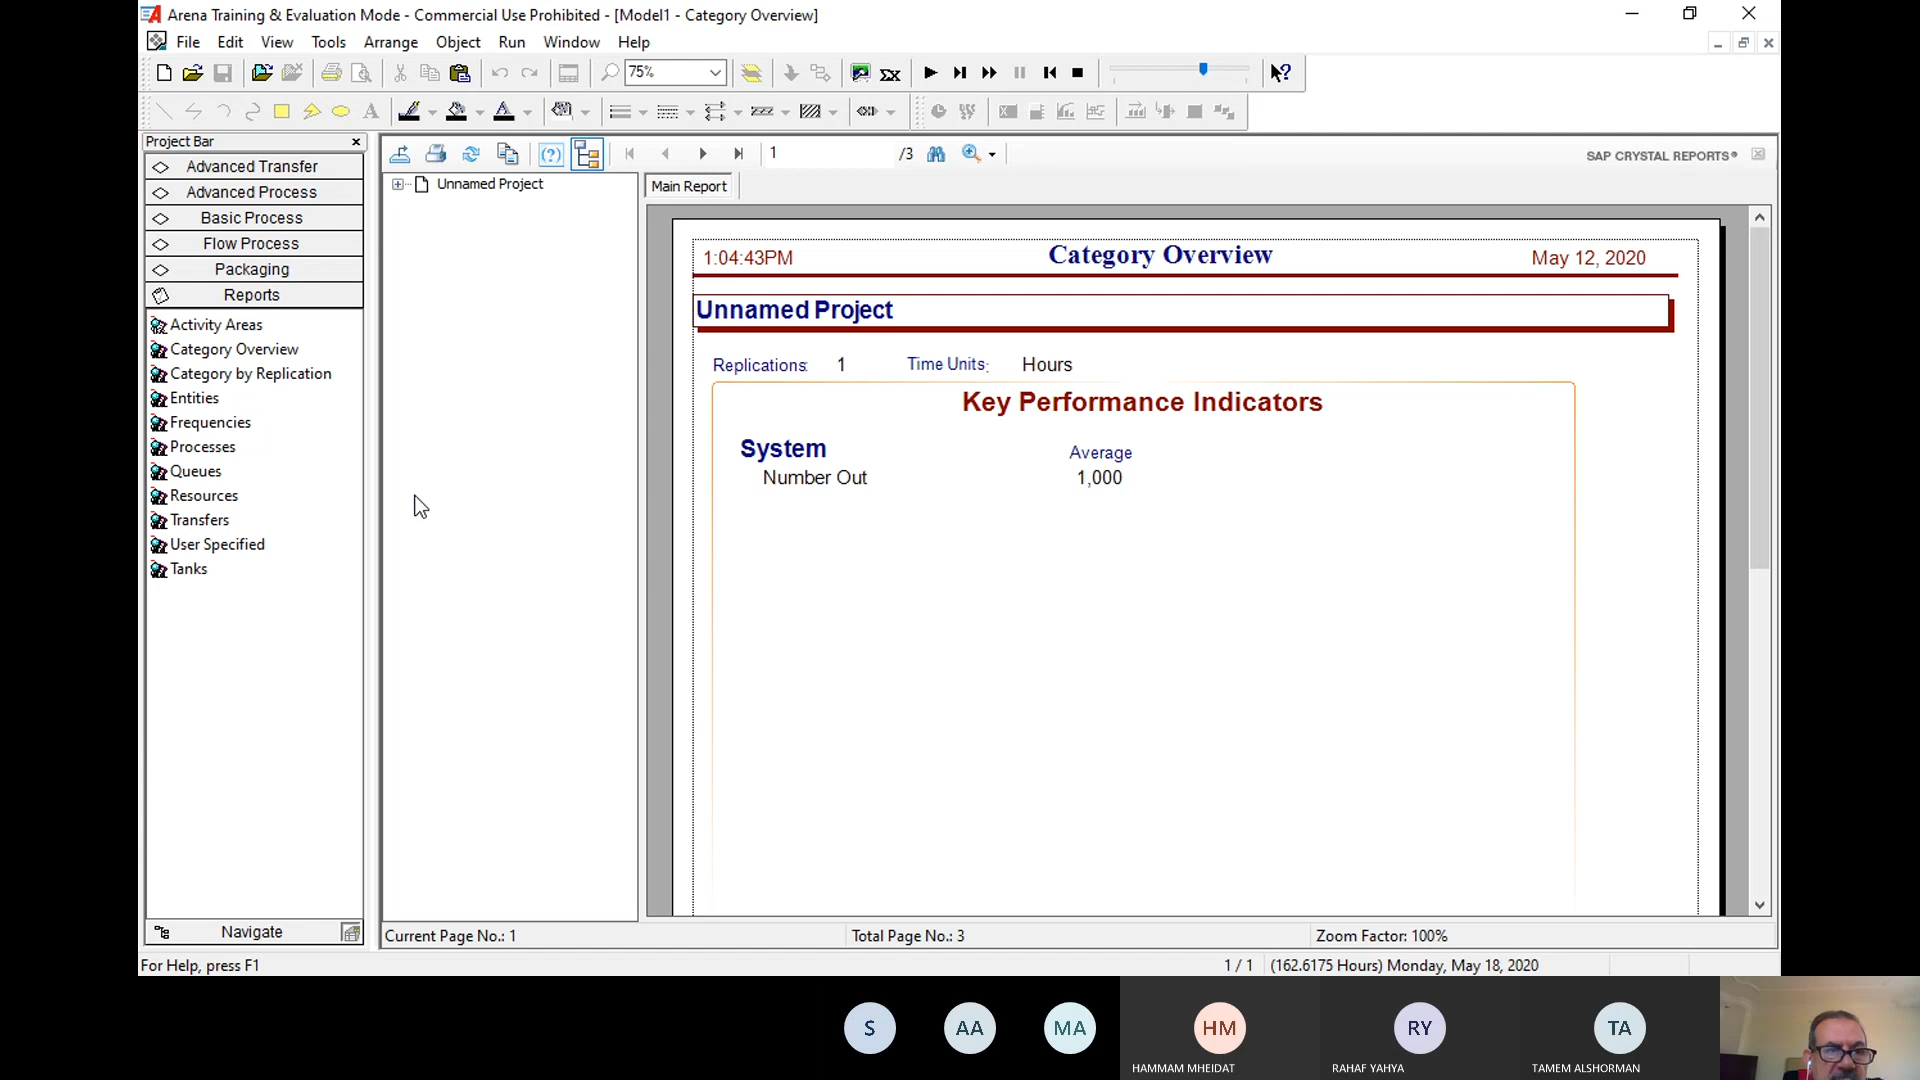 Arena Training & Evaluation Mode - Commercial Use Prohibited - [Model1 - Category Overview]
File Edit View Tools Arrange Object Run Window Help
75%
Project Bar
Advanced Transfer
Advanced Process
Basic Process
Flow Process
Packaging
Reports
Activity Areas
Category Overview
Category by Replication
Entities
Frequencies
Processes
Queues
Resources
Transfers
User Specified
Tanks
Navigate
1 /3
SAP CRYSTAL REPORTS®
Unnamed Project
Main Report
1:04:43PM Category Overview May 12, 2020
Unnamed Project
Replications: 1 Time Units: Hours
Key Performance Indicators
System Average
Number Out 1,000
Current Page No.: 1 Total Page No.: 3 Zoom Factor: 100%
For Help, press F1 1 / 1 (162.6175 Hours) Monday, May 18, 2020
S AA MA HM RY TA
HAMMAM MHEIDAT RAHAF YAHYA TAMEM ALSHORMAN